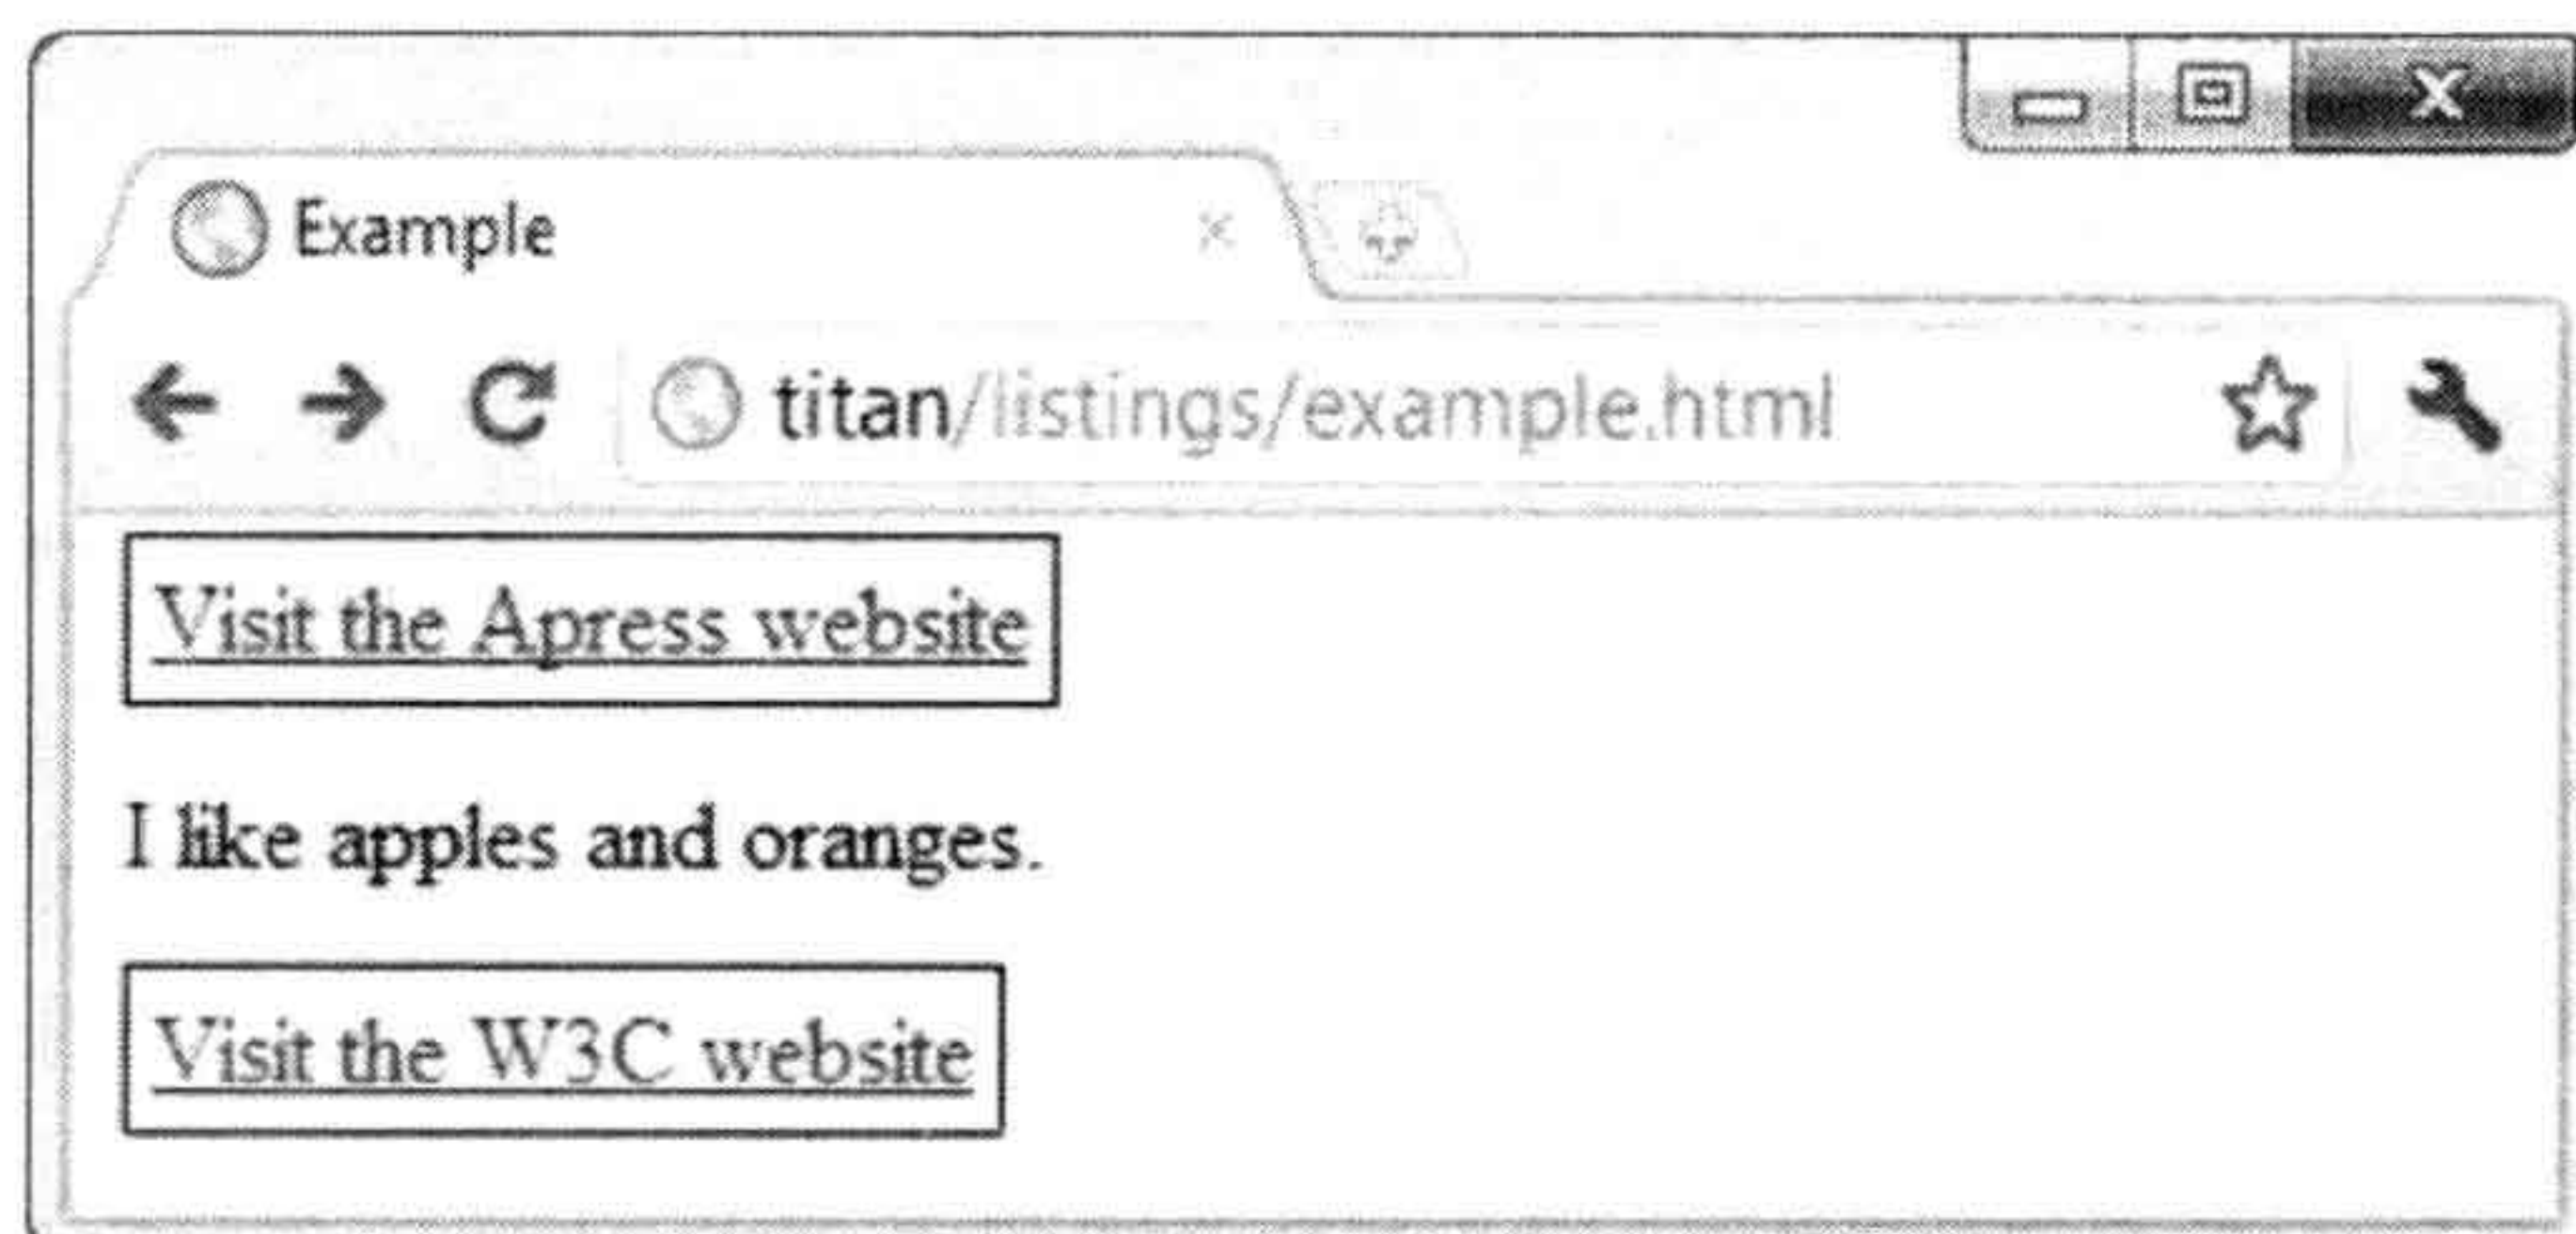 Example
titan/listings/example.html
Visit the Apress website
I like apples and oranges.
Visit the W3C website